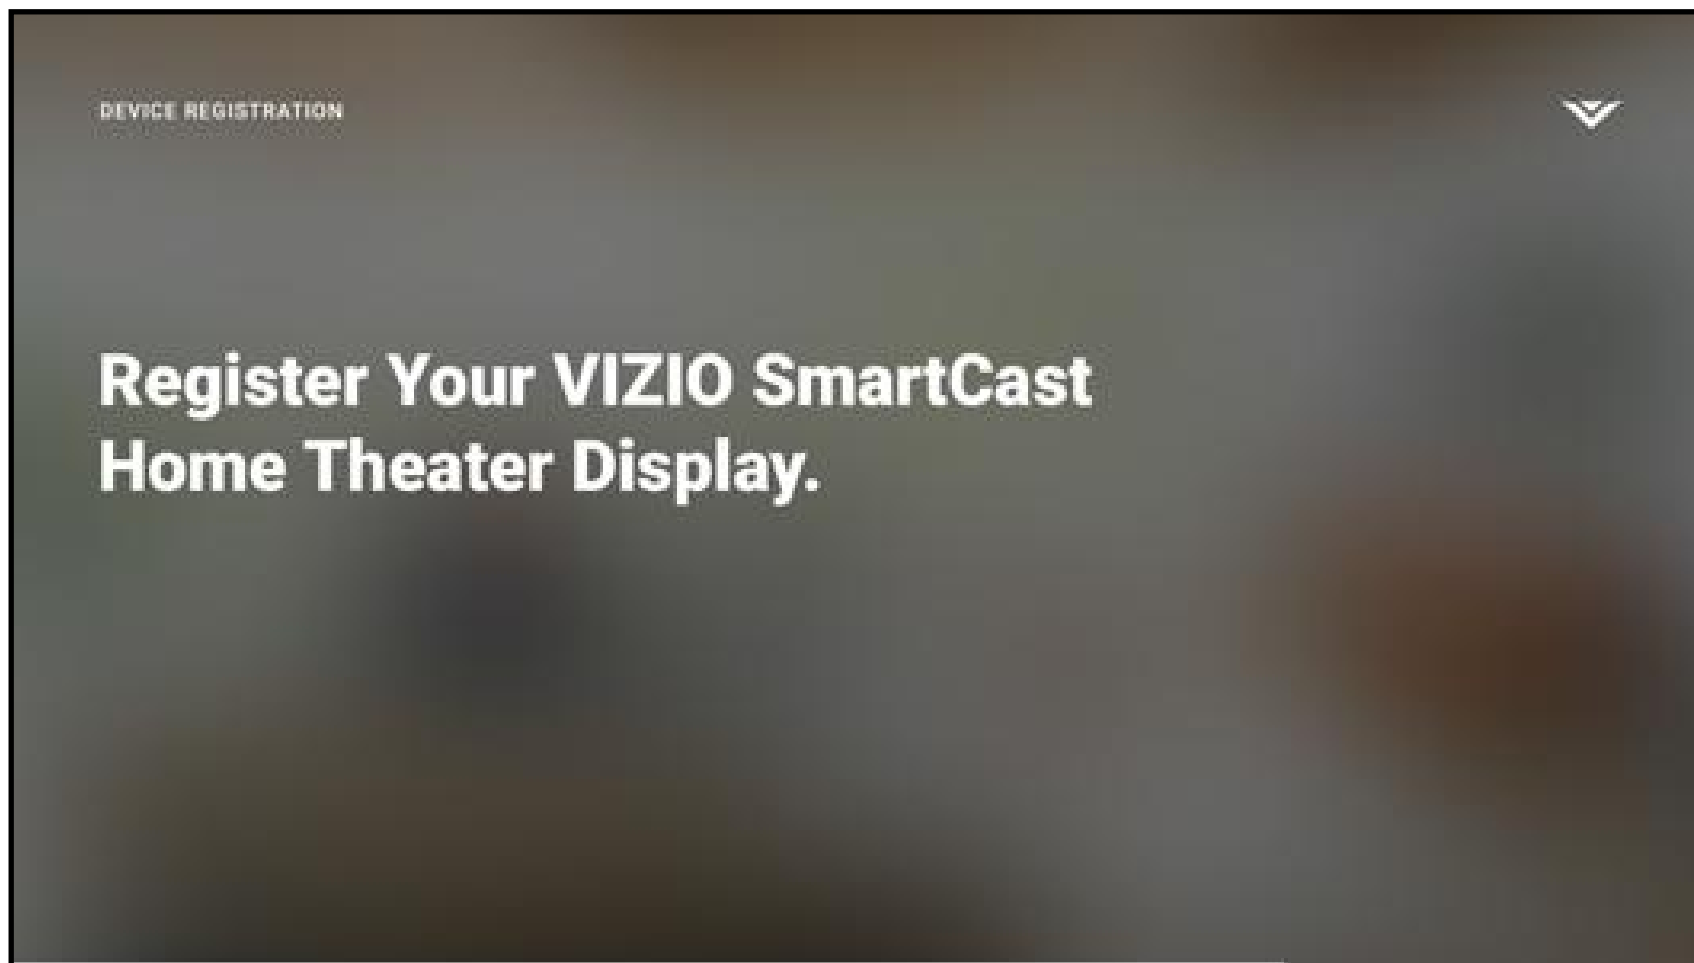 DEVICE REGISTRATION
Register Your VIZIO SmartCast
Home Theater Display.